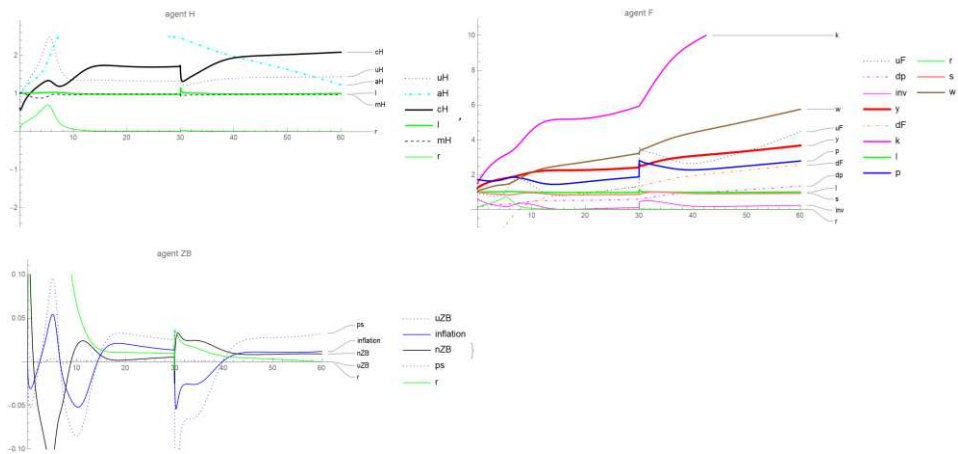 agent H
2
1
-1
-2
10
20
30
40
50
60
cH
uH
aH
l
mH
r
uH
aH
cH
l
mH
r
,
agent F
10
8
6
4
2
0
10
20
30
40
50
60
k
w
uF
y
p
dF
dp
l
s
inv
r
uF
dp
inv
y
dF
k
l
p
r
s
w
agent ZB
0.10
0.05
-0.05
-0.10
10
20
30
40
50
60
ps
inflation
nZB
uZB
r
uZB
inflation
nZB
ps
r